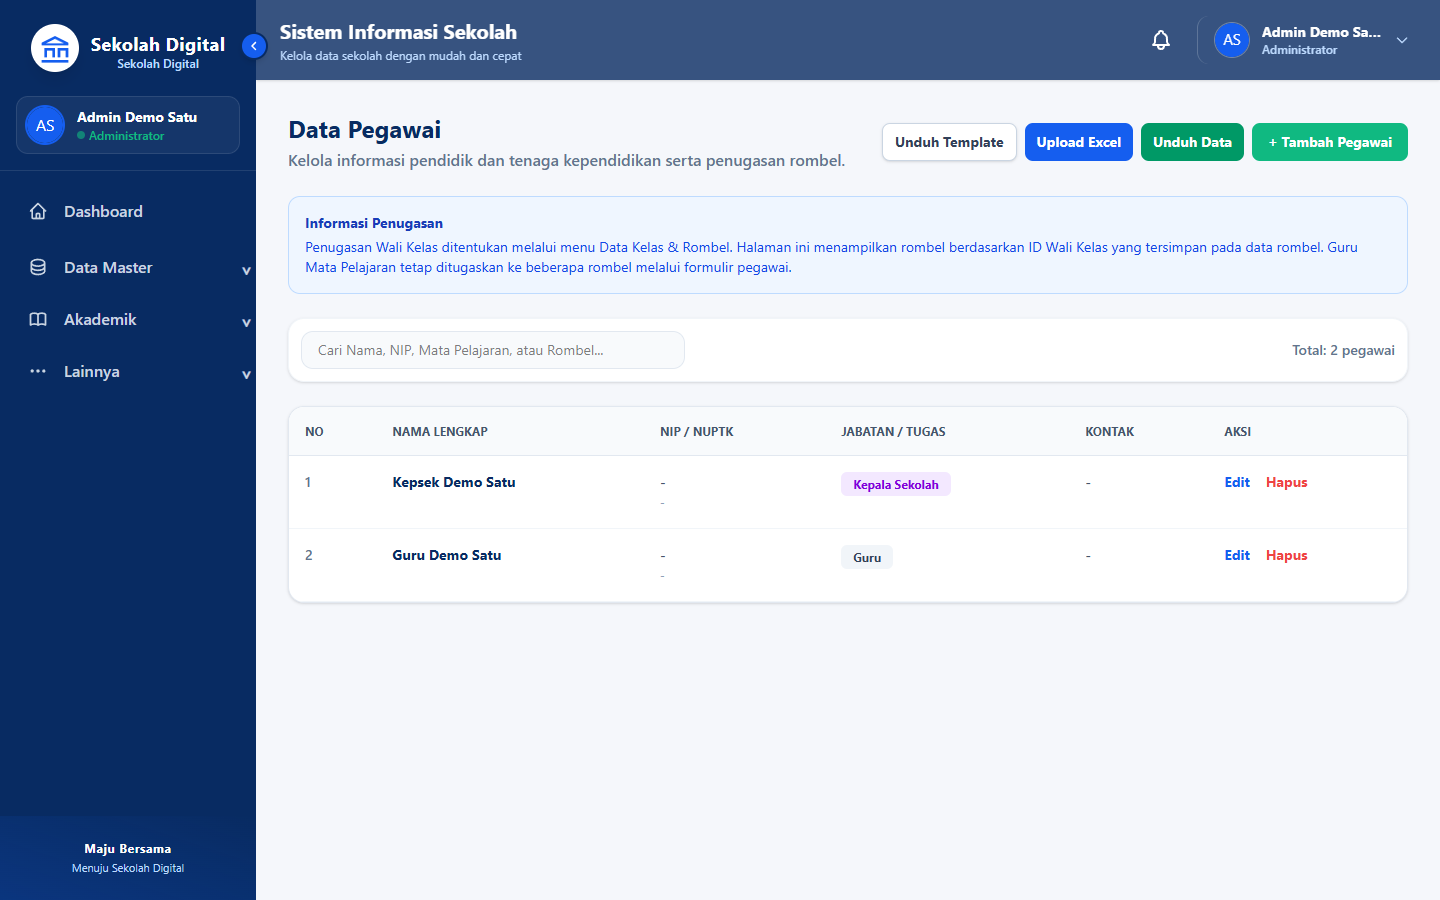 Sekolah Digital
Sekolah Digital
Admin Demo Satu
Administrator
Dashboard
Data Master
Akademik
Lainnya
Maju Bersama
Menuju Sekolah Digital
Sistem Informasi Sekolah
Kelola data sekolah dengan mudah dan cepat
AS
AS
Admin Demo Sa...
Administrator
Data Pegawai
Kelola informasi pendidik dan tenaga kependidikan serta penugasan rombel.
Unduh Template
Upload Excel
Unduh Data
+ Tambah Pegawai
Informasi Penugasan
Penugasan Wali Kelas ditentukan melalui menu Data Kelas & Rombel. Halaman ini menampilkan rombel berdasarkan ID Wali Kelas yang tersimpan pada data rombel. Guru
Mata Pelajaran tetap ditugaskan ke beberapa rombel melalui formulir pegawai.
Cari Nama, NIP, Mata Pelajaran, atau Rombel...
Total: 2 pegawai
NO NAMA LENGKAP NIP / NUPTK JABATAN / TUGAS KONTAK AKSI
1 Kepsek Demo Satu - Kepala Sekolah - Edit Hapus
-
2 Guru Demo Satu - Guru - Edit Hapus
-